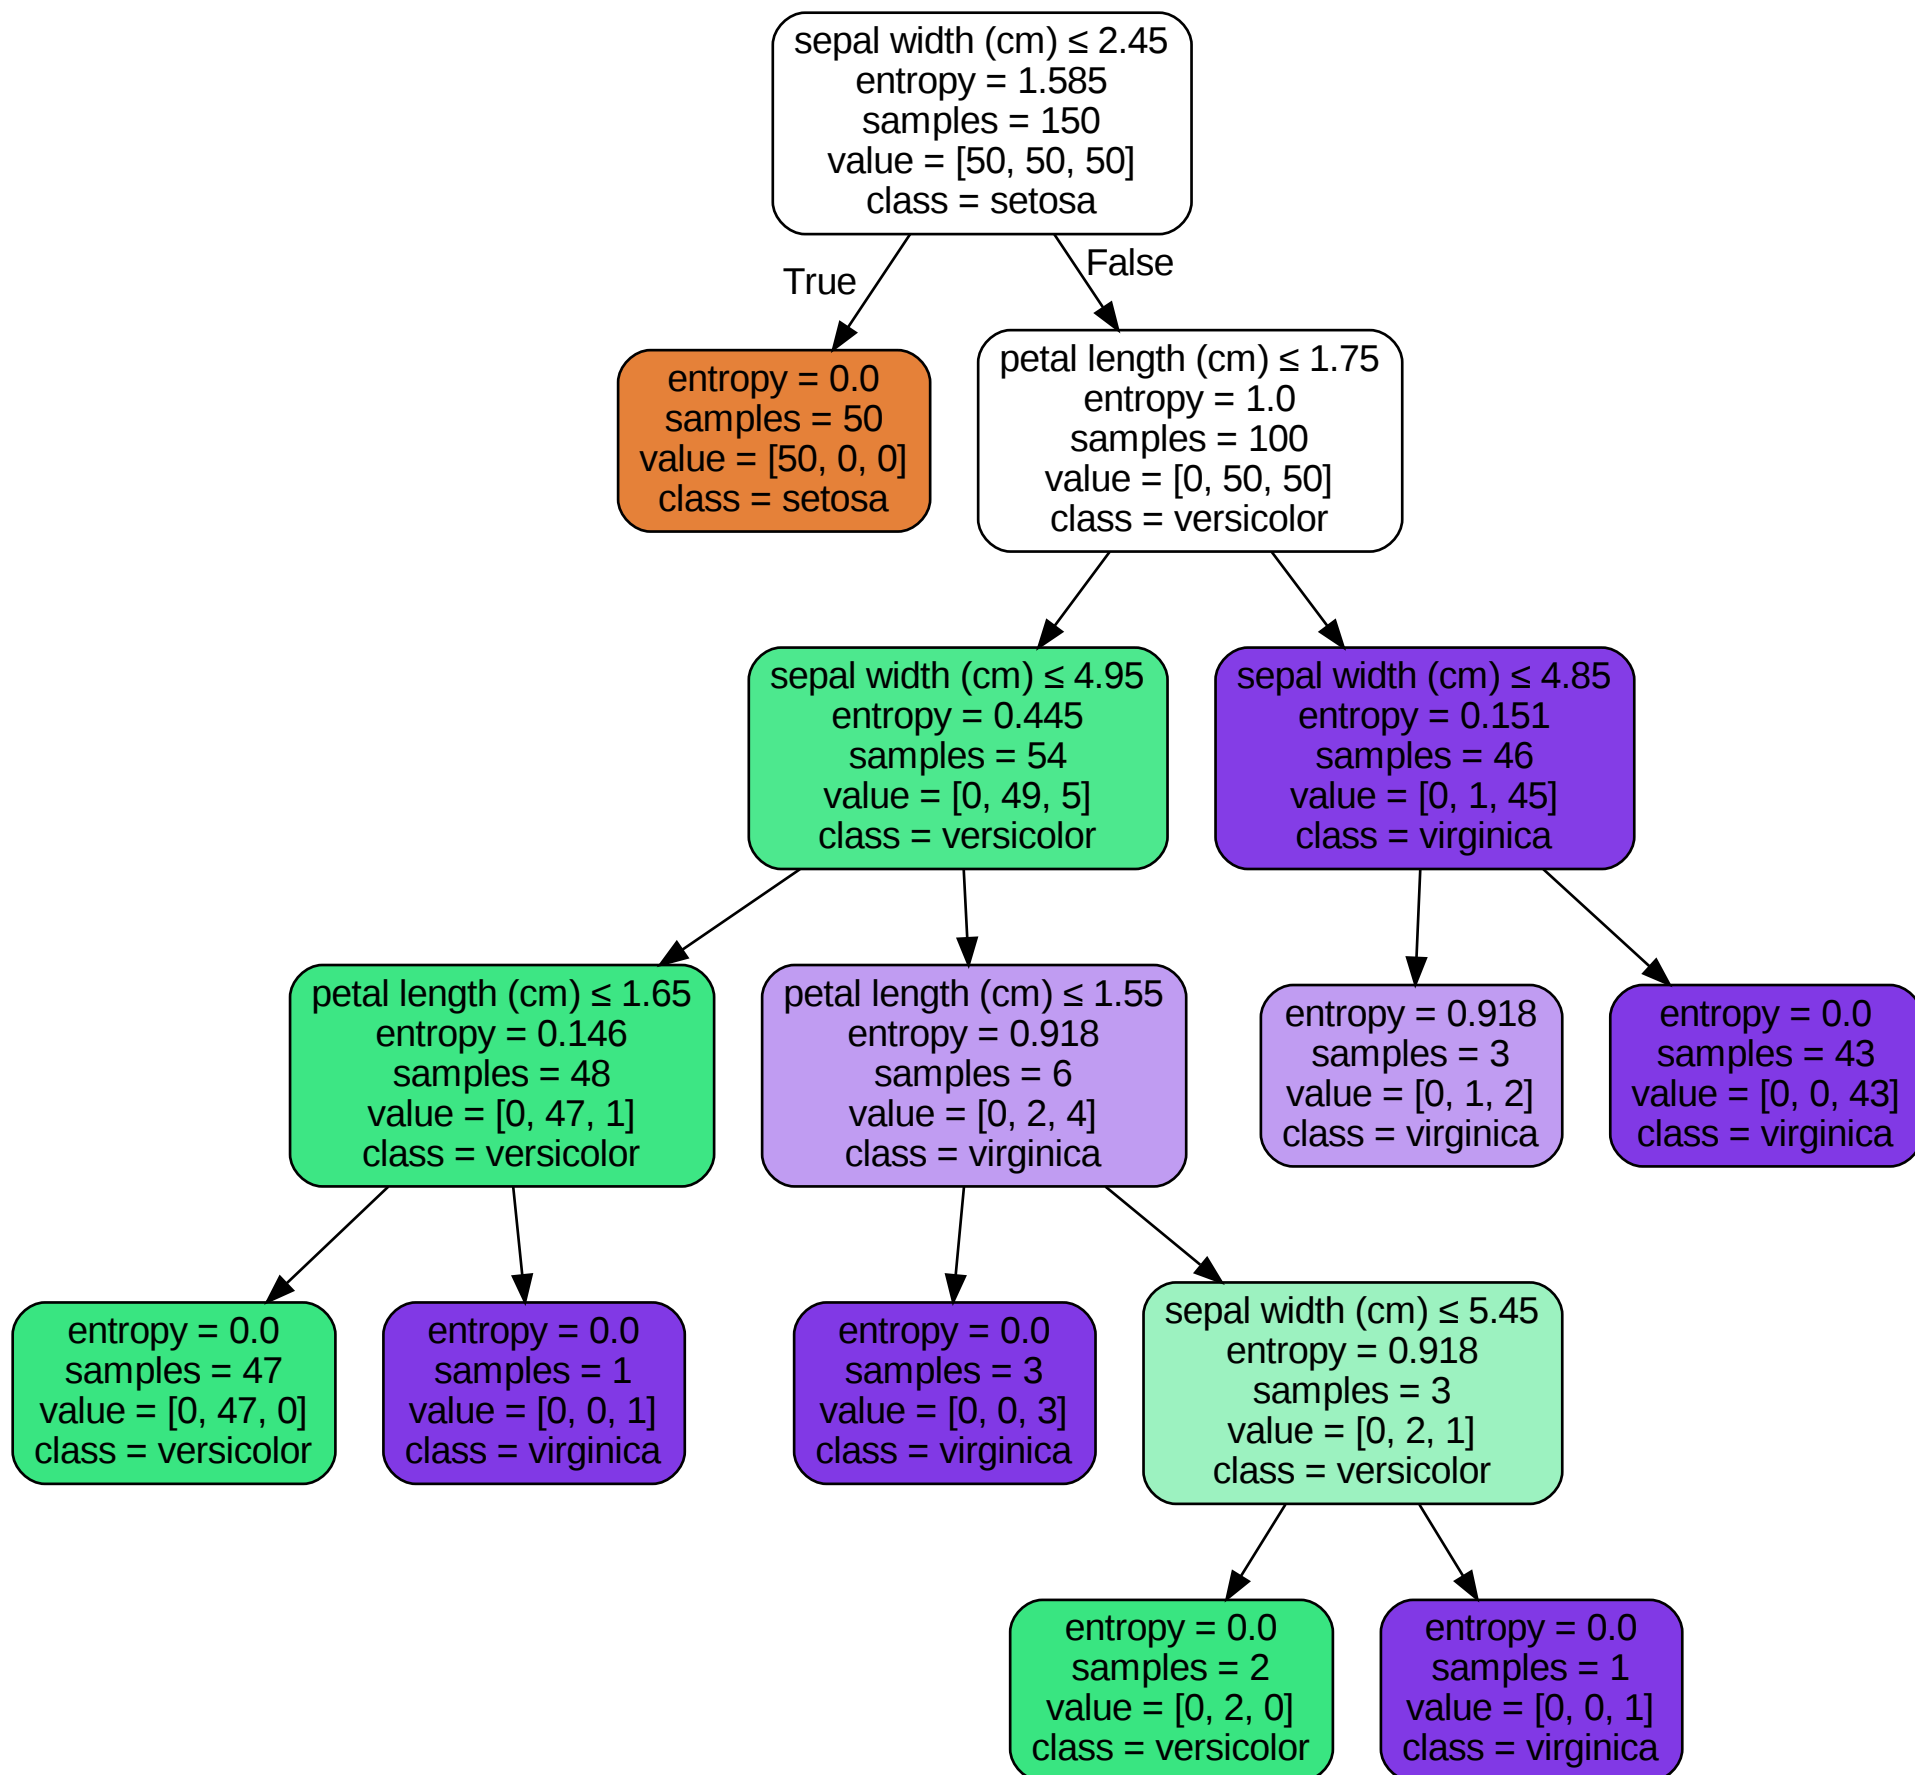 sepal width (cm) ≤ 2.45
entropy = 1.585
samples = 150
value = [50, 50, 50]
class = setosa
True
False
entropy = 0.0
samples = 50
value = [50, 0, 0]
class = setosa
petal length (cm) ≤ 1.75
entropy = 1.0
samples = 100
value = [0, 50, 50]
class = versicolor
sepal width (cm) ≤ 4.95
entropy = 0.445
samples = 54
value = [0, 49, 5]
class = versicolor
sepal width (cm) ≤ 4.85
entropy = 0.151
samples = 46
value = [0, 1, 45]
class = virginica
petal length (cm) ≤ 1.65
entropy = 0.146
samples = 48
value = [0, 47, 1]
class = versicolor
petal length (cm) ≤ 1.55
entropy = 0.918
samples = 6
value = [0, 2, 4]
class = virginica
entropy = 0.918
samples = 3
value = [0, 1, 2]
class = virginica
entropy = 0.0
samples = 43
value = [0, 0, 43]
class = virginica
entropy = 0.0
samples = 47
value = [0, 47, 0]
class = versicolor
entropy = 0.0
samples = 1
value = [0, 0, 1]
class = virginica
entropy = 0.0
samples = 3
value = [0, 0, 3]
class = virginica
sepal width (cm) ≤ 5.45
entropy = 0.918
samples = 3
value = [0, 2, 1]
class = versicolor
entropy = 0.0
samples = 2
value = [0, 2, 0]
class = versicolor
entropy = 0.0
samples = 1
value = [0, 0, 1]
class = virginica